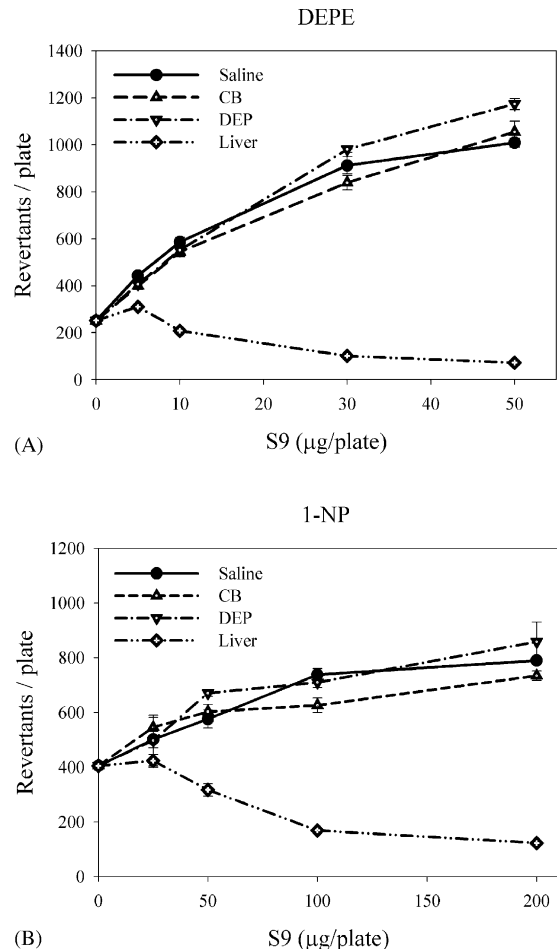 DEPE
1400
1200
1000
800
600
400
200
0
Revertants / plate
Saline
CB
DEP
Liver
0 10 20 30 40 50
S9 (μg/plate)
(A)
1-NP
1200
1000
800
600
400
200
0
Revertants / plate
Saline
CB
DEP
Liver
0 50 100 150 200
S9 (μg/plate)
(B)